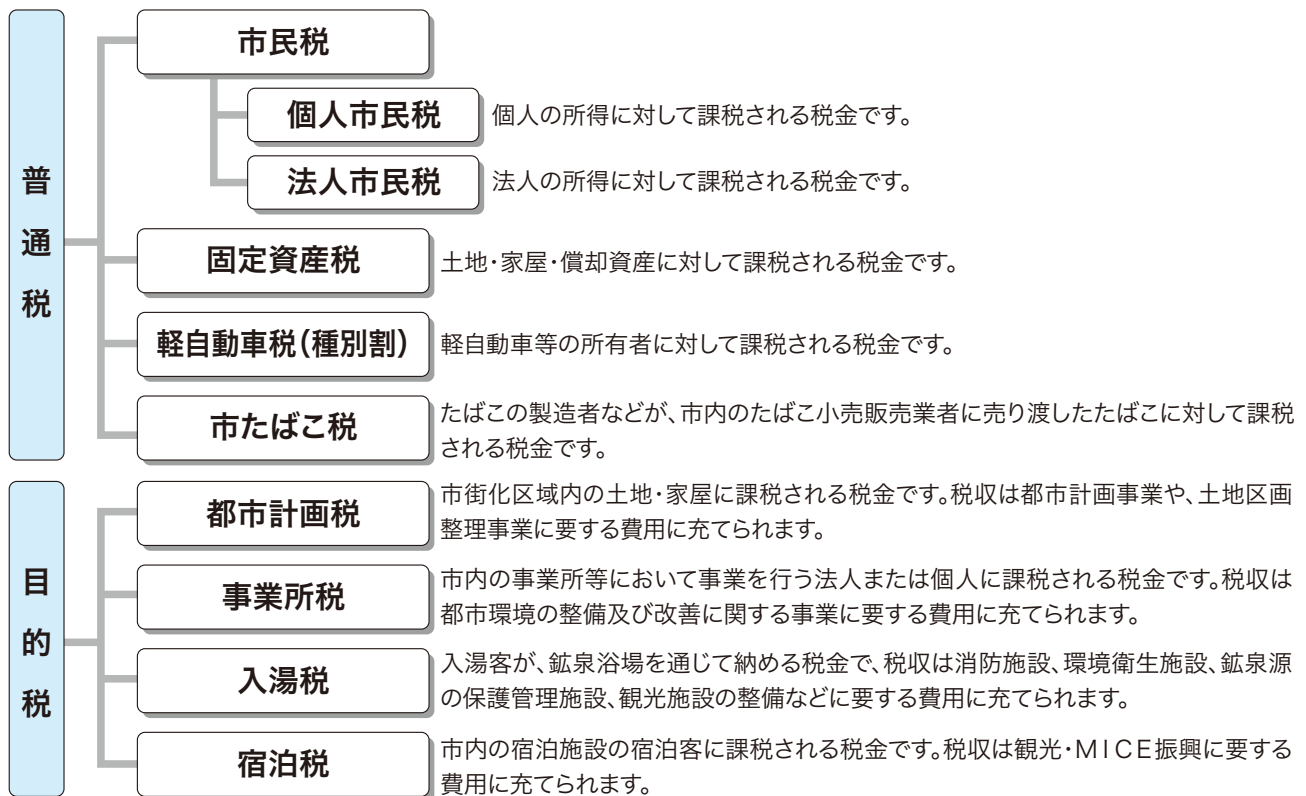 普通税
市民税
個人市民税
個人の所得に対して課税される税金です。
法人市民税
法人の所得に対して課税される税金です。
固定資産税
土地・家屋・償却資産に対して課税される税金です。
軽自動車税(種別割)
軽自動車等の所有者に対して課税される税金です。
市たばこ税
たばこの製造者などが、市内のたばこ小売販売業者に売り渡したたばこに対して課税
される税金です。
目的税
都市計画税
市街化区域内の土地・家屋に課税される税金です。税収は都市計画事業や、土地区画
整理事業に要する費用に充てられます。
事業所税
市内の事業所等において事業を行う法人または個人に課税される税金です。税収は
都市環境の整備及び改善に関する事業に要する費用に充てられます。
入湯税
入湯客が、鉱泉浴場を通じて納める税金で、税収は消防施設、環境衛生施設、鉱泉源
の保護管理施設、観光施設の整備などに要する費用に充てられます。
宿泊税
市内の宿泊施設の宿泊客に課税される税金です。税収は観光・MICE振興に要する
費用に充てられます。